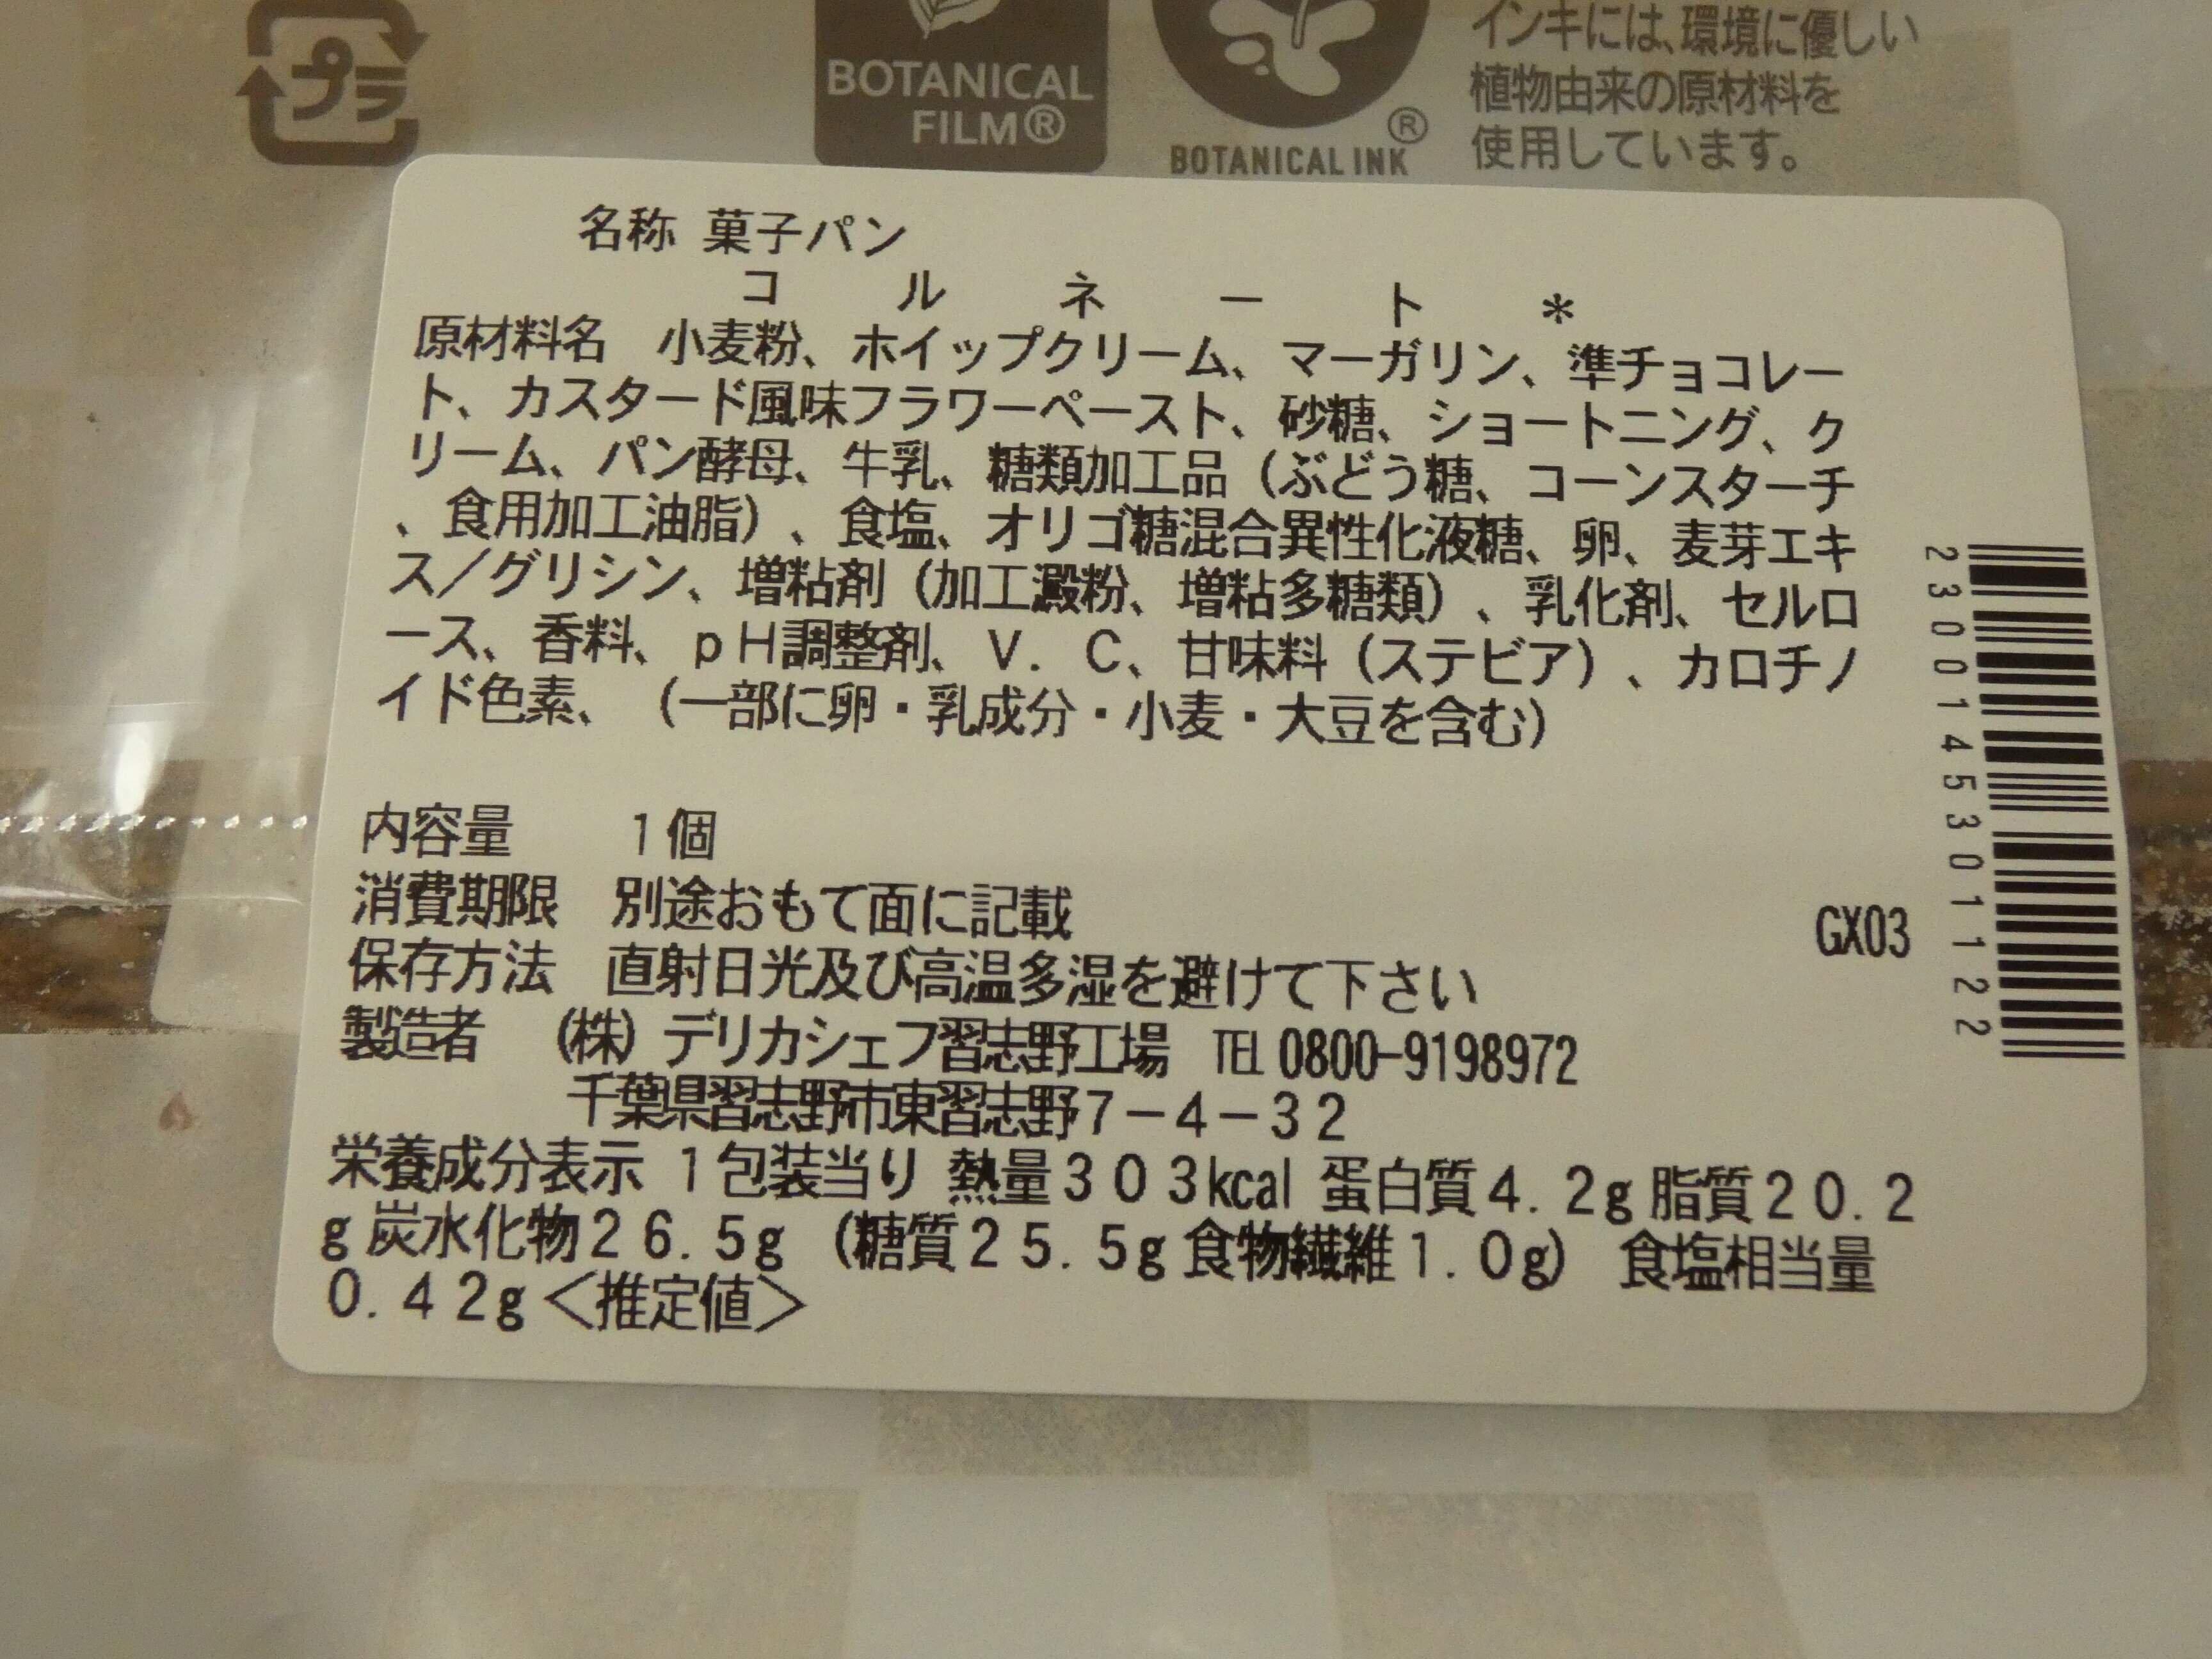 プラ
BOTANICAL
FILM®
BOTANICAL INK®
インキには、環境に優しい
植物由来の原材料を
使用しています。
名称 菓子パン
コルネート*
原材料名 小麦粉、ホイップクリーム、マーガリン、準チョコレー
ト、カスタード風味フラワーペースト、砂糖、ショートニング、ク
リーム、パン酵母、牛乳、糖類加工品（ぶどう糖、コーンスターチ
、食用加工油脂）、食塩、オリゴ糖混合異性化液糖、卵、麦芽エキ
ス／グリシン、増粘剤（加工澱粉、増粘多糖類）、乳化剤、セルロ
ース、香料、ｐＨ調整剤、Ｖ．Ｃ、甘味料（ステビア）、カロチノ
イド色素、（一部に卵・乳成分・小麦・大豆を含む）
内容量 1個
消費期限 別途おもて面に記載
保存方法 直射日光及び高温多湿を避けて下さい
製造者 (株)デリカシェフ習志野工場 TEL 0800-9198972
千葉県習志野市東習志野7－4－32
栄養成分表示 1包装当り 熱量303kcal 蛋白質4.2g 脂質20.2
g 炭水化物26.5g (糖質25.5g 食物繊維1.0g) 食塩相当量
0.42g＜推定値＞
GX03
2300145301122